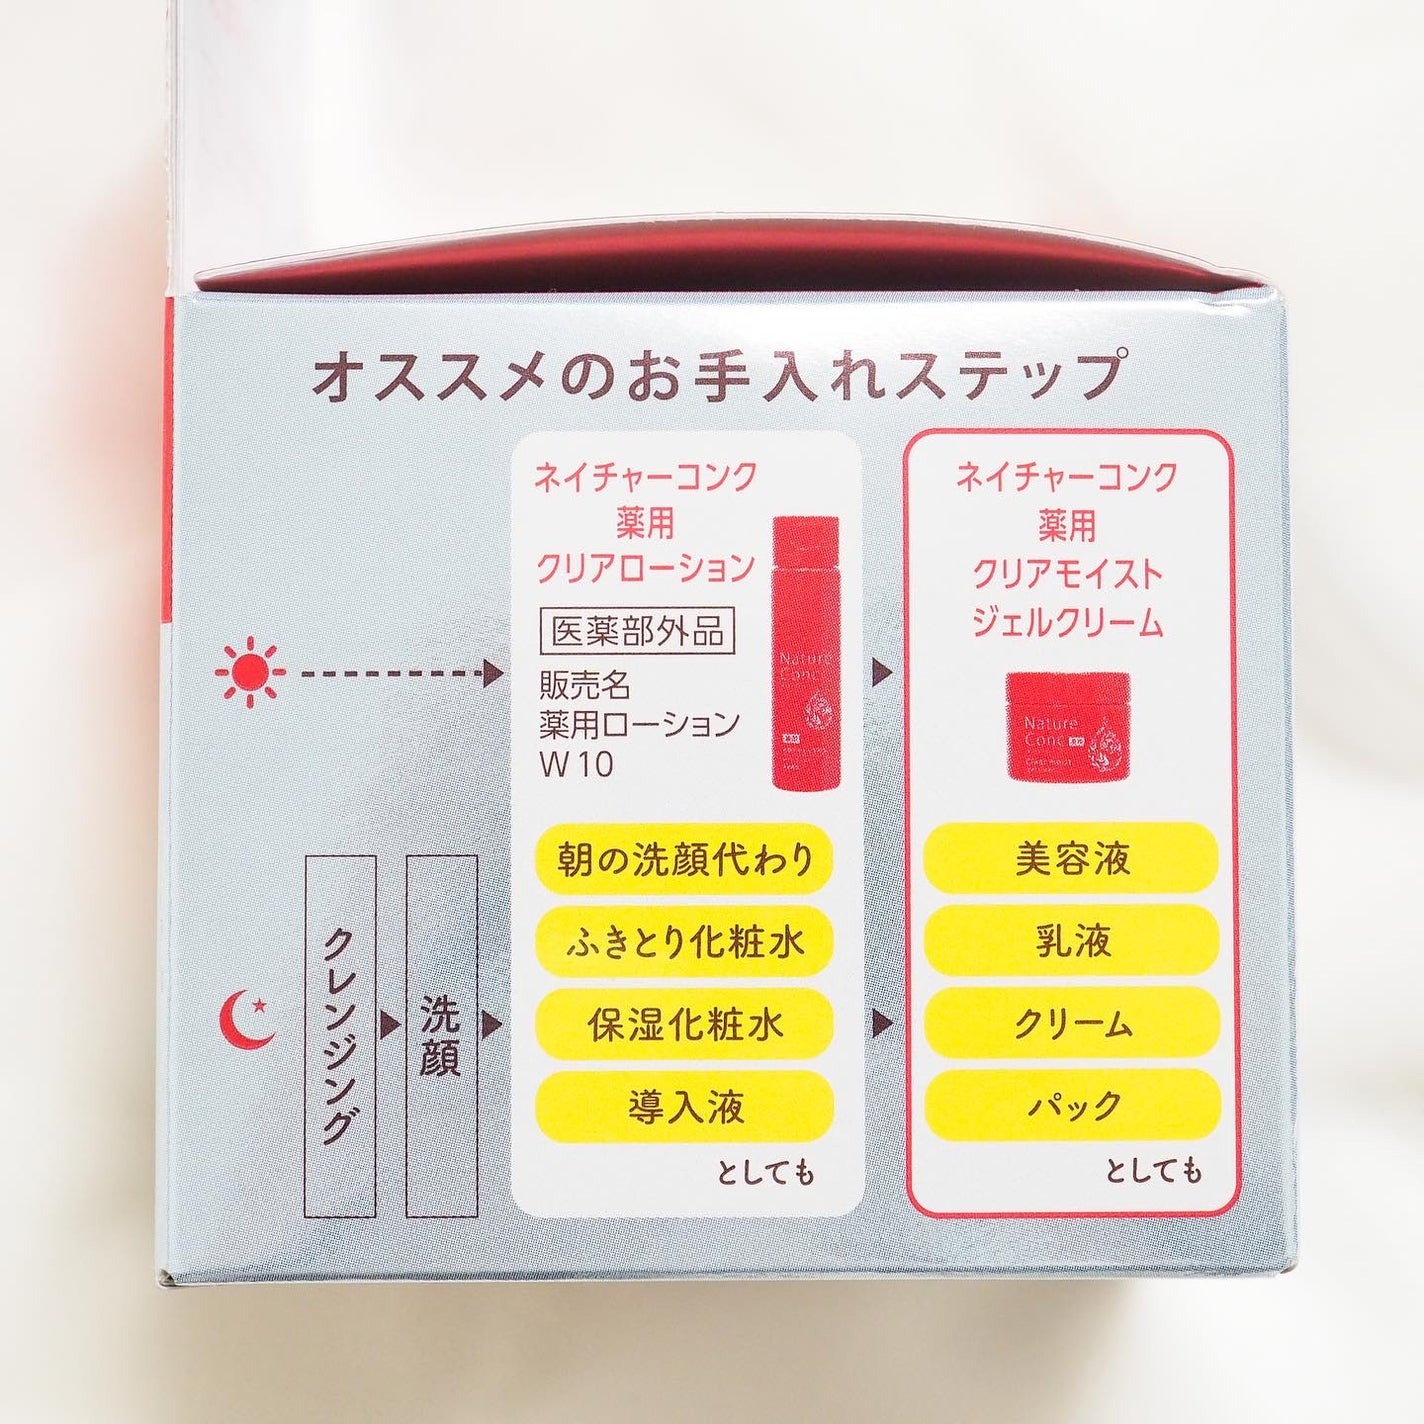 オススメのお手入れステップ
ネイチャーコンク
薬用
クリアローション
医薬部外品
販売名
薬用ローション
W10
Nature
Conc
朝の洗顔代わり
ふきとり化粧水
保湿化粧水
導入液
としても
ネイチャーコンク
薬用
クリアモイスト
ジェルクリーム
Nature
Conc 薬用
美容液
乳液
クリーム
パック
としても
クレンジング
洗顔